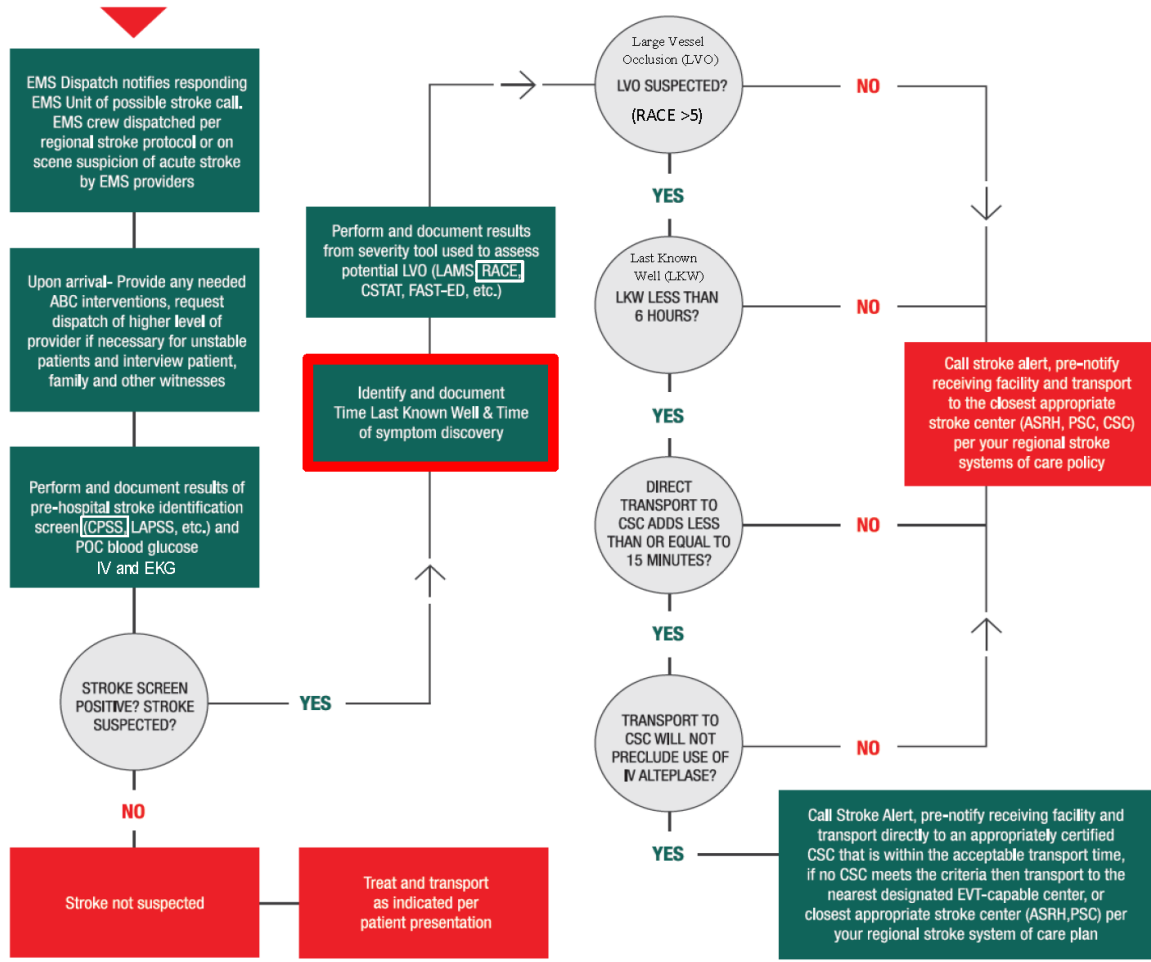 EMS Dispatch notifies responding
EMS Unit of possible stroke call.
EMS crew dispatched per
regional stroke protocol or on
scene suspicion of acute stroke
by EMS providers
Upon arrival- Provide any needed
ABC interventions, request
dispatch of higher level of
provider if necessary for unstable
patients and interview patient,
family and other witnesses
Perform and document results of
pre-hospital stroke identification
screen (CPSS, LAPSS, etc.) and
POC blood glucose
IV and EKG
STROKE SCREEN
POSITIVE? STROKE
SUSPECTED?
YES
NO
Stroke not suspected
Treat and transport
as indicated per
patient presentation
Identify and document
Time Last Known Well & Time
of symptom discovery
Perform and document results
from severity tool used to assess
potential LVO (LAMS RACE,
CSTAT, FAST-ED, etc.)
Large Vessel
Occlusion (LVO)
LVO SUSPECTED?
(RACE >5)
NO
YES
Last Known
Well (LKW)
LKW LESS THAN
6 HOURS?
NO
YES
DIRECT
TRANSPORT TO
CSC ADDS LESS
THAN OR EQUAL TO
15 MINUTES?
NO
YES
TRANSPORT TO
CSC WILL NOT
PRECLUDE USE OF
IV ALTEPLASE?
NO
YES
Call stroke alert, pre-notify
receiving facility and transport
to the closest appropriate
stroke center (ASRH, PSC, CSC)
per your regional stroke
systems of care policy
Call Stroke Alert, pre-notify receiving facility and
transport directly to an appropriately certified
CSC that is within the acceptable transport time,
if no CSC meets the criteria then transport to the
nearest designated EVT-capable center, or
closest appropriate stroke center (ASRH,PSC) per
your regional stroke system of care plan